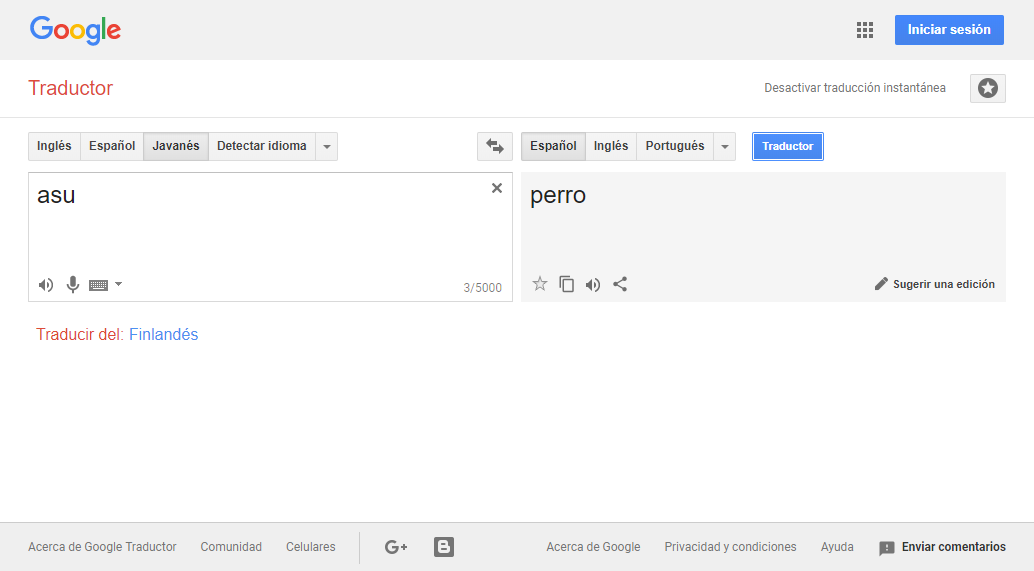 Google
Iniciar sesión
Traductor
Desactivar traducción instantánea
Inglés Español Javanés Detectar idioma
Español Inglés Portugués
Traductor
asu
perro
3/5000
Sugerir una edición
Traducir del: Finlandés
Acerca de Google Traductor Comunidad Celulares G+ B Acerca de Google Privacidad y condiciones Ayuda Enviar comentarios